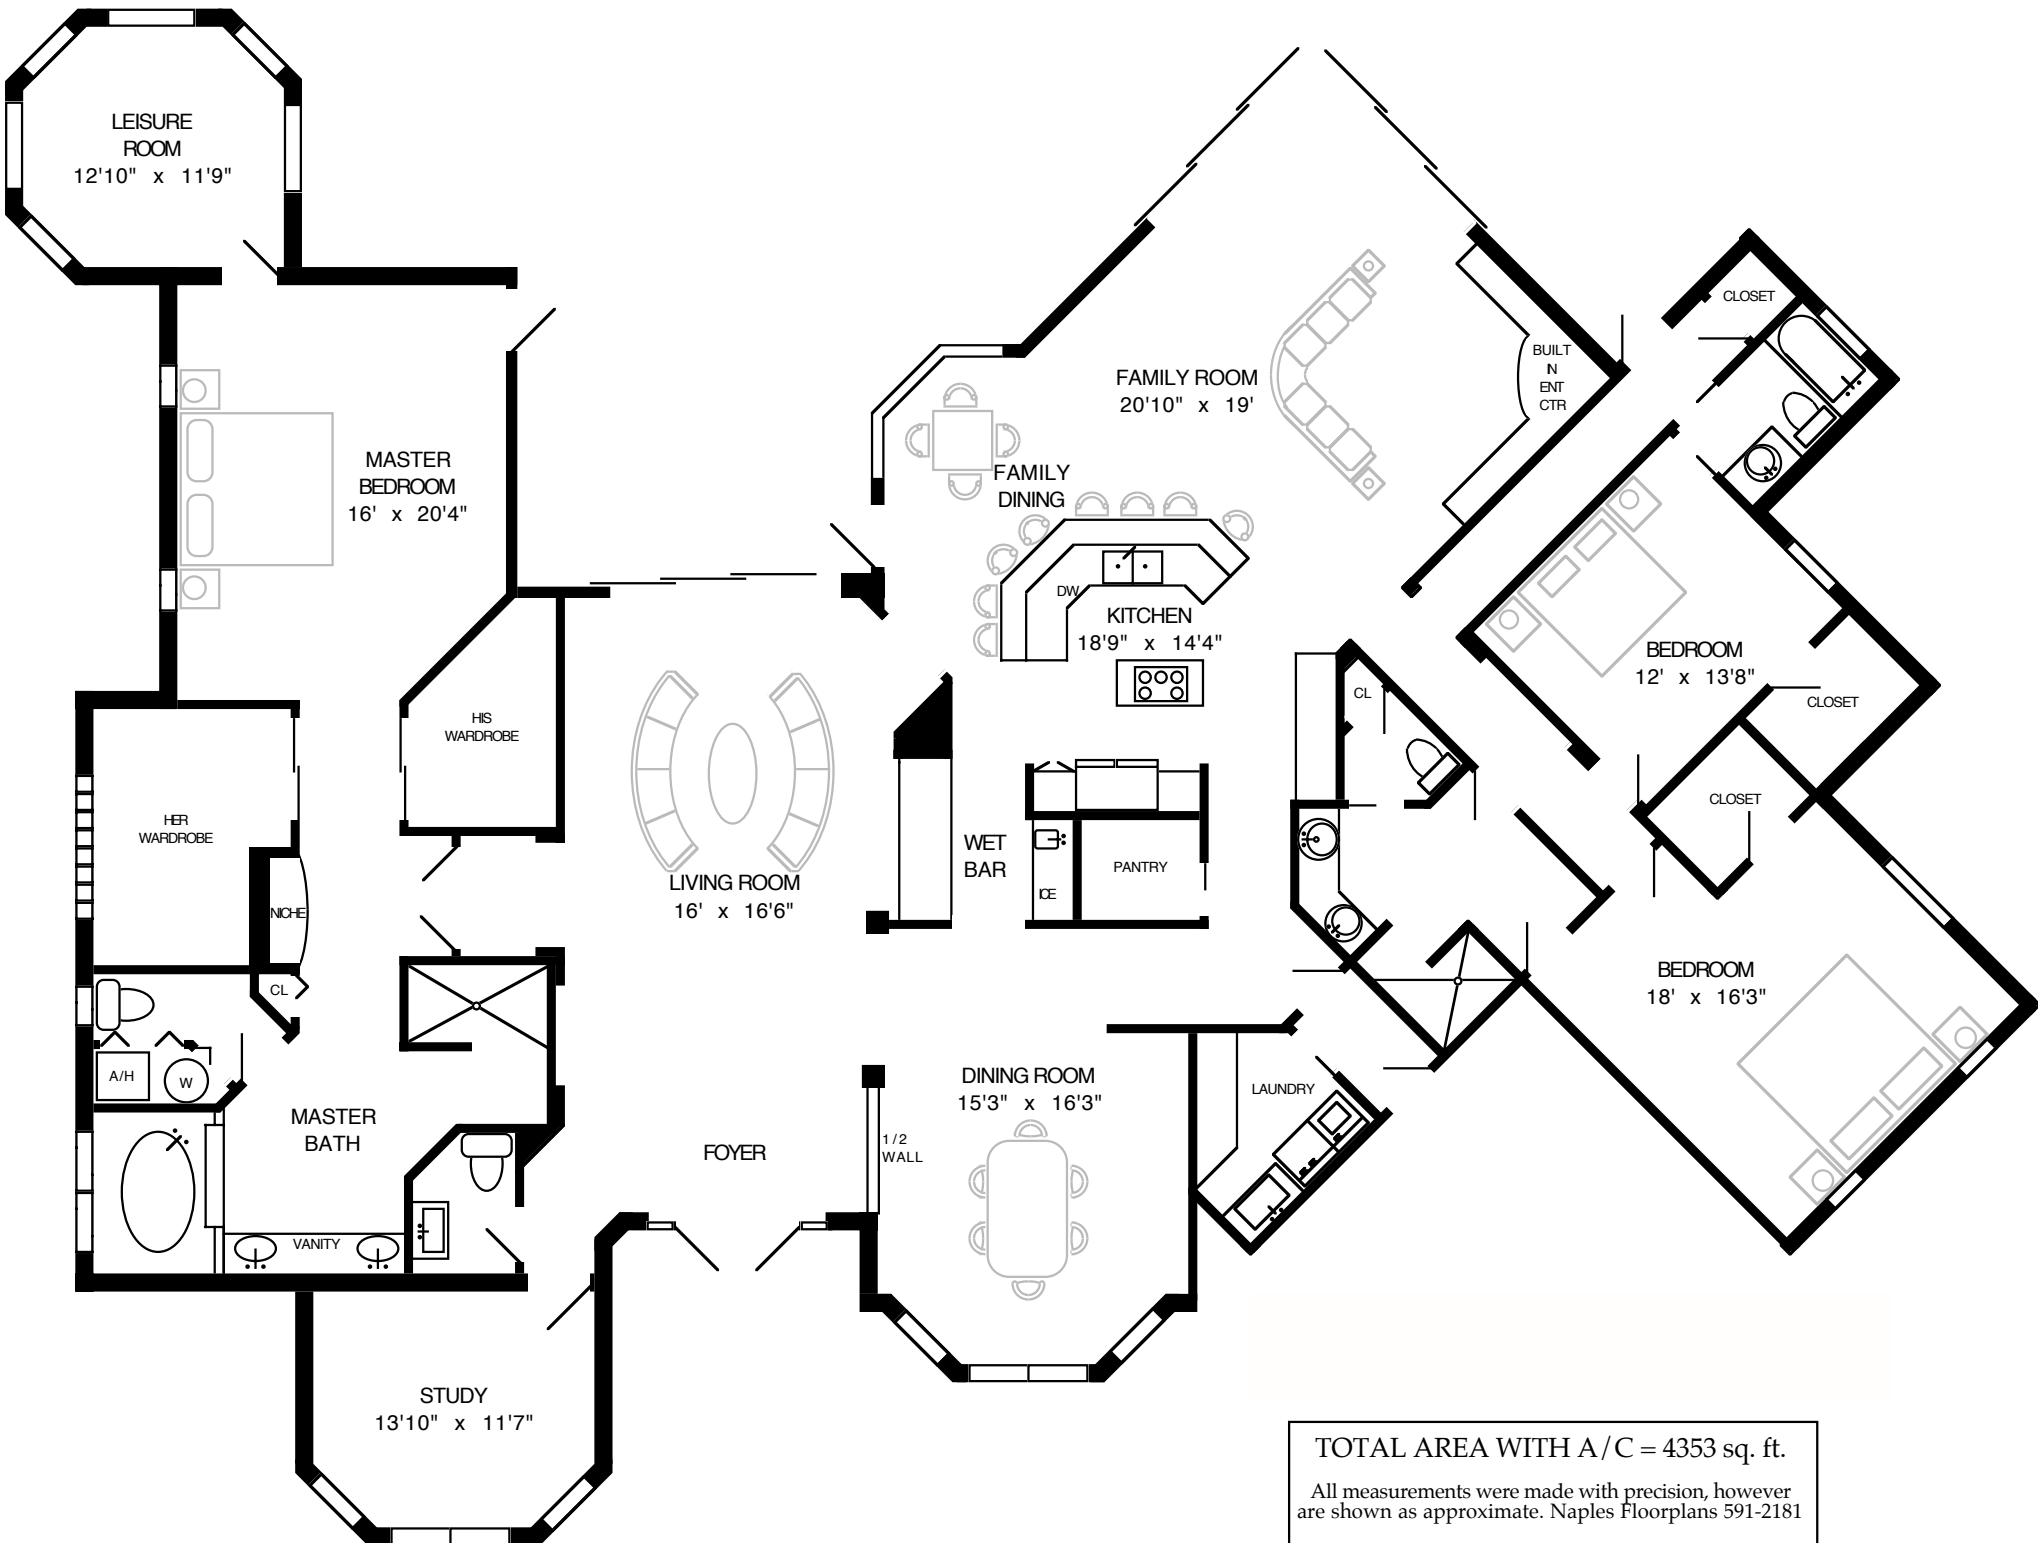 LEISURE
ROOM
12'10" x 11'9"
MASTER
BEDROOM
16' x 20'4"
HIS
WARDROBE
HER
WARDROBE
NICHE
CL
A/H
W
MASTER
BATH
VANITY
STUDY
13'10" x 11'7"
LIVING ROOM
16' x 16'6"
FOYER
1/2
WALL
DINING ROOM
15'3" x 16'3"
WET
BAR
ICE
PANTRY
KITCHEN
18'9" x 14'4"
DW
FAMILY
DINING
FAMILY ROOM
20'10" x 19'
BUILT
IN
ENT
CTR
CLOSET
BEDROOM
12' x 13'8"
CLOSET
CL
CLOSET
BEDROOM
18' x 16'3"
LAUNDRY
TOTAL AREA WITH A/C = 4353 sq. ft.
All measurements were made with precision, however
are shown as approximate. Naples Floorplans 591-2181